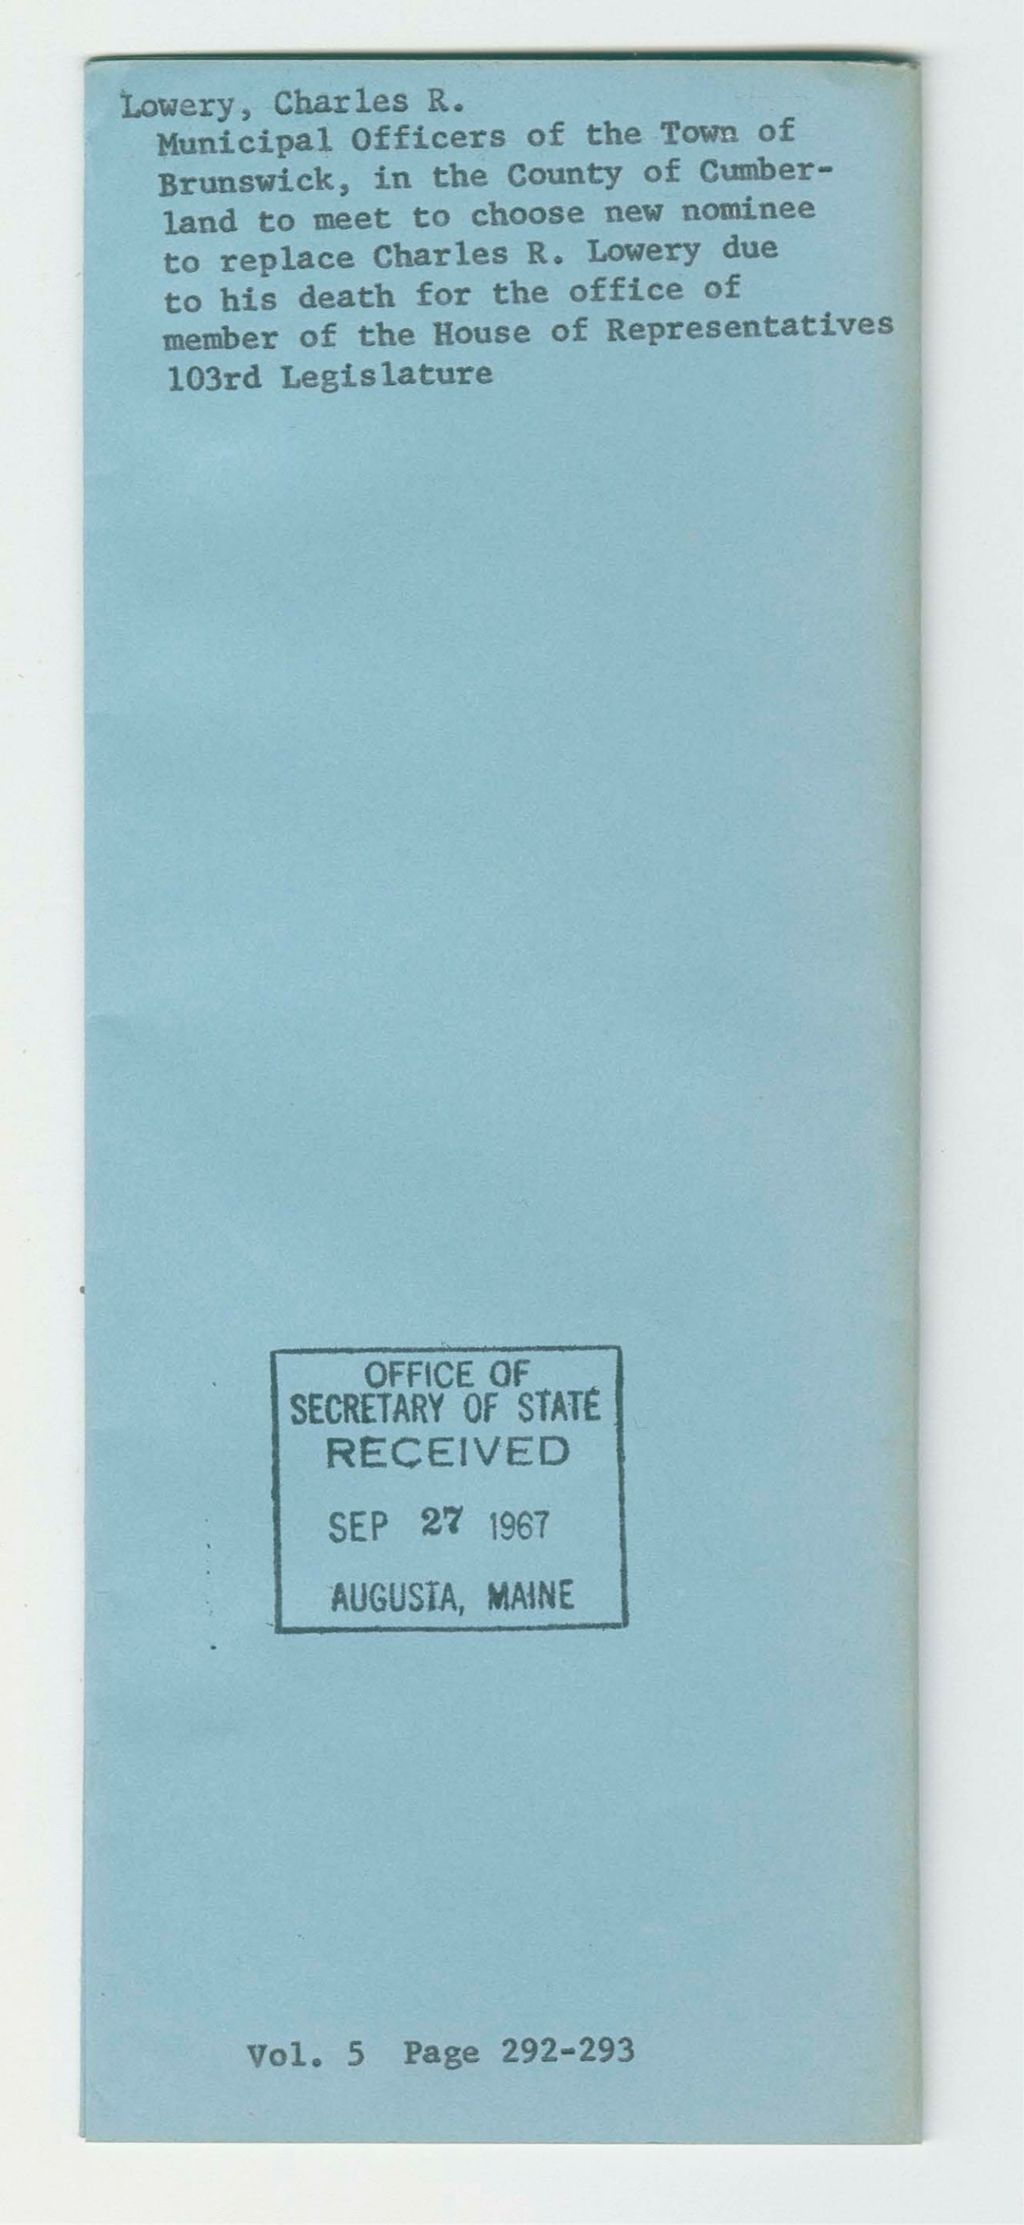 Lowery, Charles R.
Municipal Officers of the Town of
Brunswick, in the County of Cumber-
land to meet to choose new nominee
to replace Charles R. Lowery due
to his death for the office of
member of the House of Representatives
103rd Legislature
OFFICE OF
SECRETARY OF STATE
RECEIVED
SEP 27 1967
AUGUSTA, MAINE
Vol. 5 Page 292-293